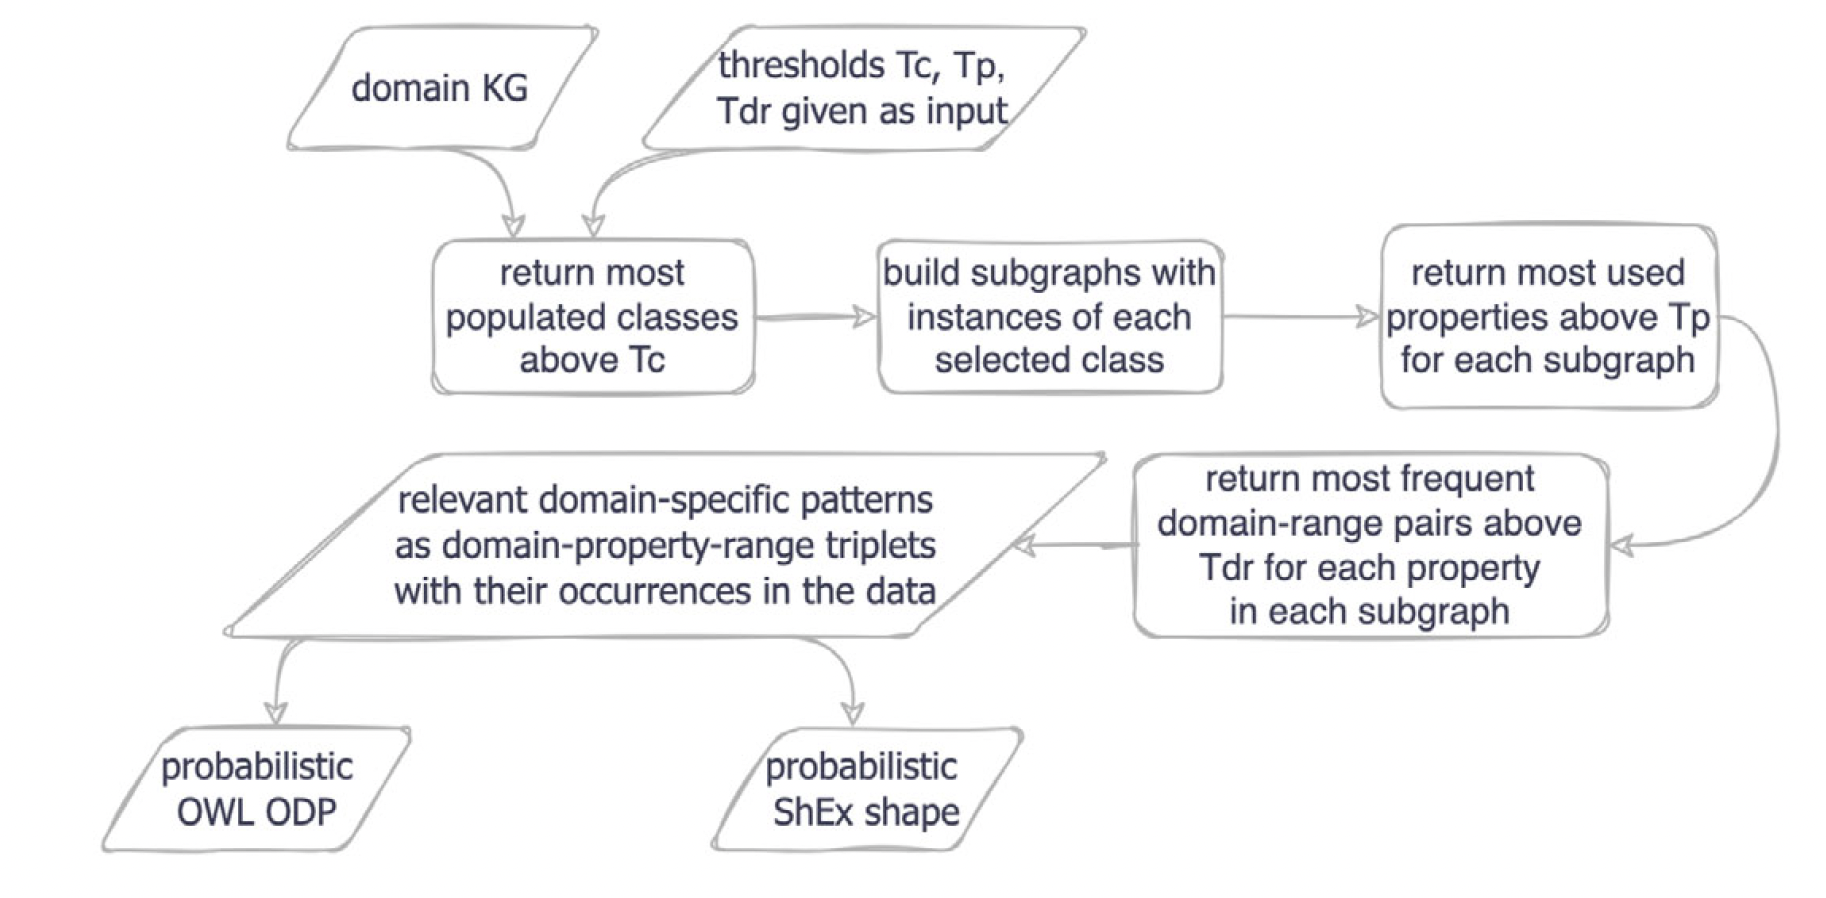 domain KG
thresholds Tc, Tp,
Tdr given as input
return most
populated classes
above Tc
build subgraphs with
instances of each
selected class
return most used
properties above Tp
for each subgraph
return most frequent
domain-range pairs above
Tdr for each property
in each subgraph
relevant domain-specific patterns
as domain-property-range triplets
with their occurrences in the data
probabilistic
OWL ODP
probabilistic
ShEx shape